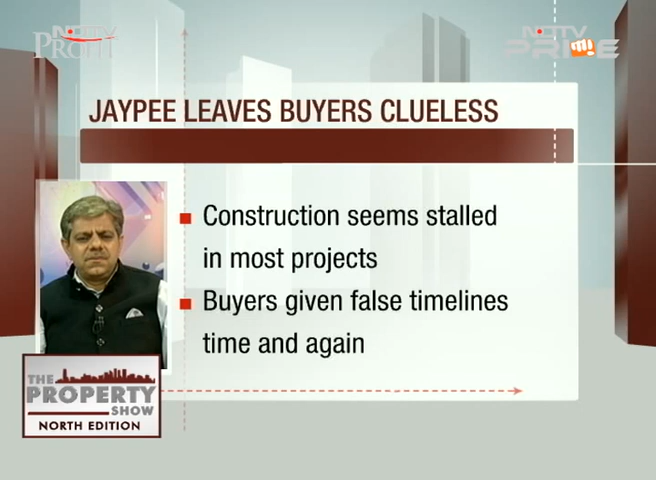 NDTV
PROFIT
NDTV
PRIME
JAYPEE LEAVES BUYERS CLUELESS
Construction seems stalled
in most projects
Buyers given false timelines
time and again
THE
PROPERTY
SHOW
NORTH EDITION